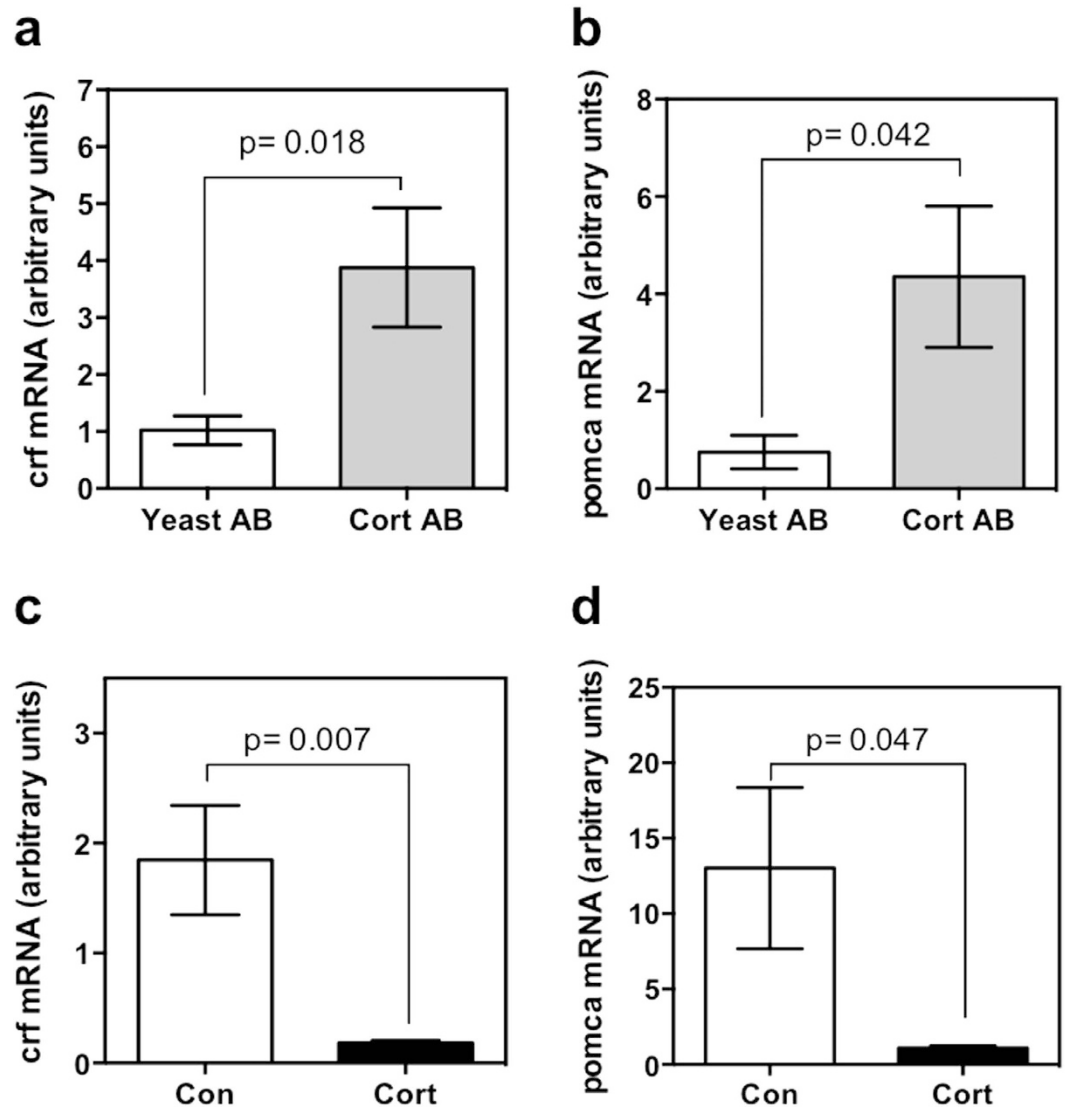 a
crf mRNA (arbitrary units)
7
6
5
4
3
2
1
0
p= 0.018
Yeast AB
Cort AB
b
pomca mRNA (arbitrary units)
8
6
4
2
0
p= 0.042
Yeast AB
Cort AB
c
crf mRNA (arbitrary units)
3
2
1
0
p= 0.007
Con
Cort
d
pomca mRNA (arbitrary units)
25
20
15
10
5
0
p= 0.047
Con
Cort